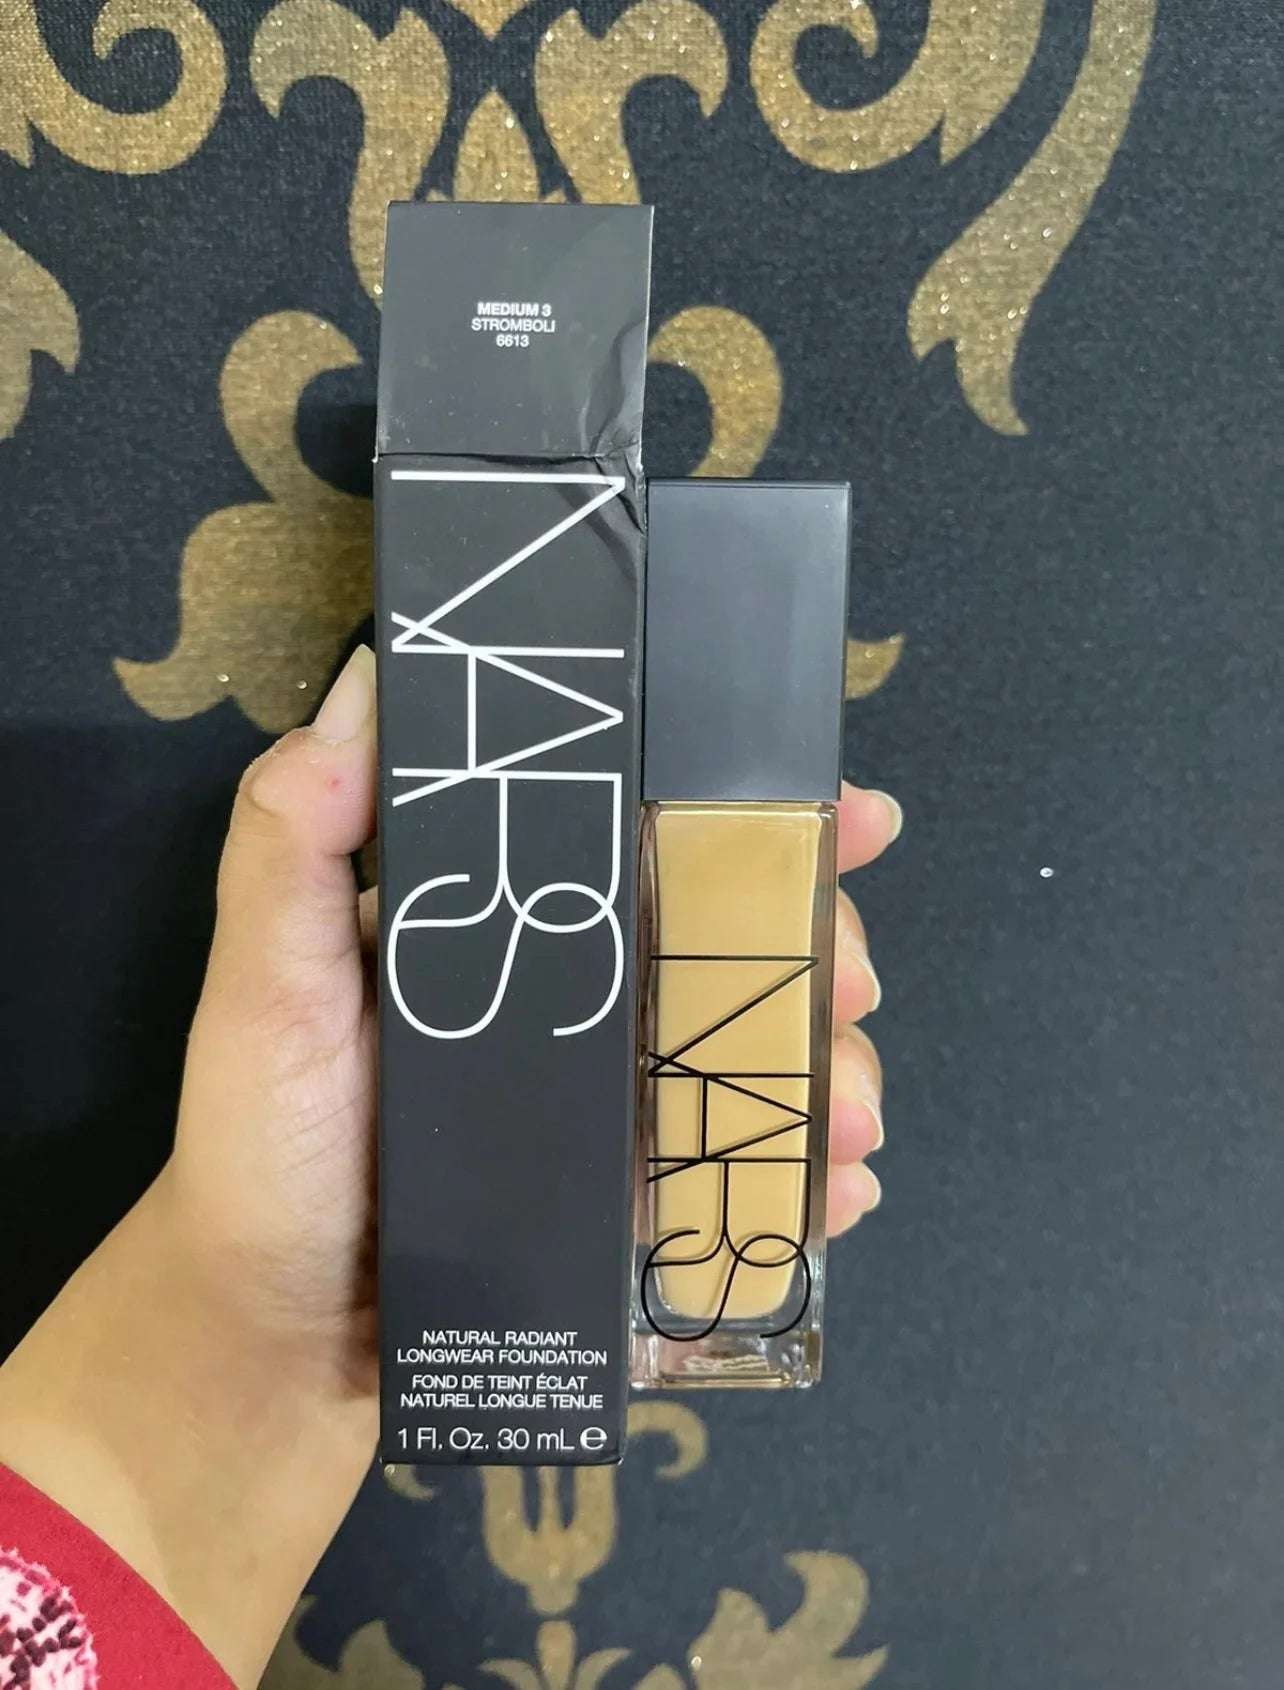 MEDIUM 3
STROMBOLI
6613
NARS
NATURAL RADIANT
LONGWEAR FOUNDATION
FOND DE TEINT ÉCLAT
NATUREL LONGUE TENUE
1 Fl. Oz. 30 mL ℮
NARS